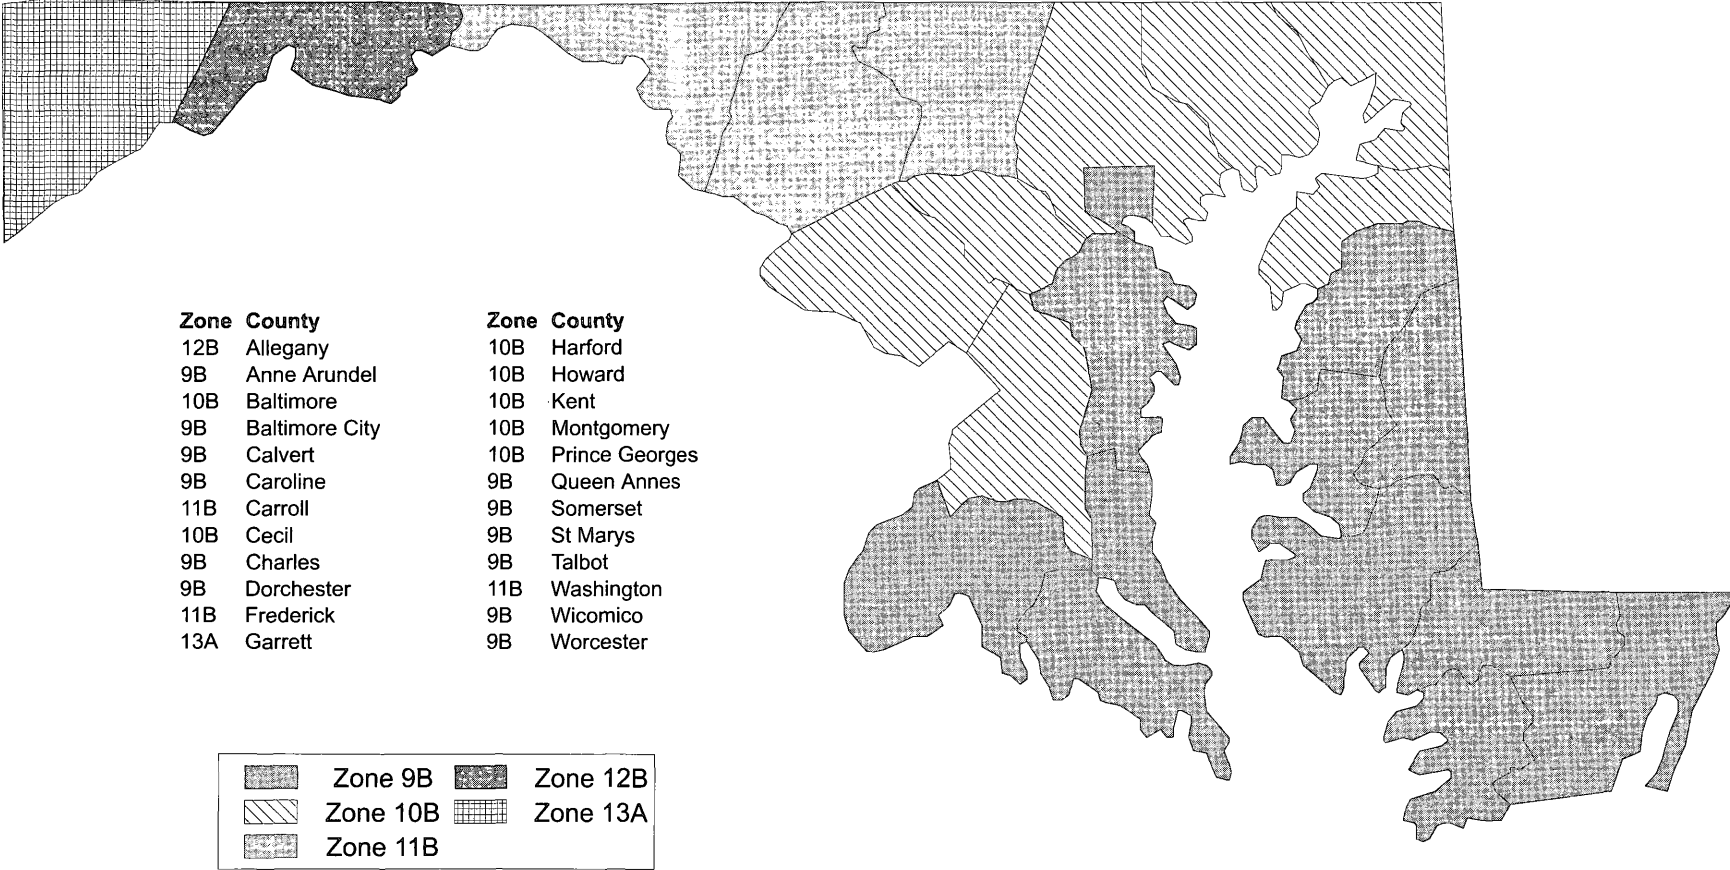 Zone County
12B Allegany
9B Anne Arundel
10B Baltimore
9B Baltimore City
9B Calvert
9B Caroline
11B Carroll
10B Cecil
9B Charles
9B Dorchester
11B Frederick
13A Garrett
Zone County
10B Harford
10B Howard
10B Kent
10B Montgomery
10B Prince Georges
9B Queen Annes
9B Somerset
9B St Marys
9B Talbot
11B Washington
9B Wicomico
9B Worcester
Zone 9B Zone 12B
Zone 10B Zone 13A
Zone 11B